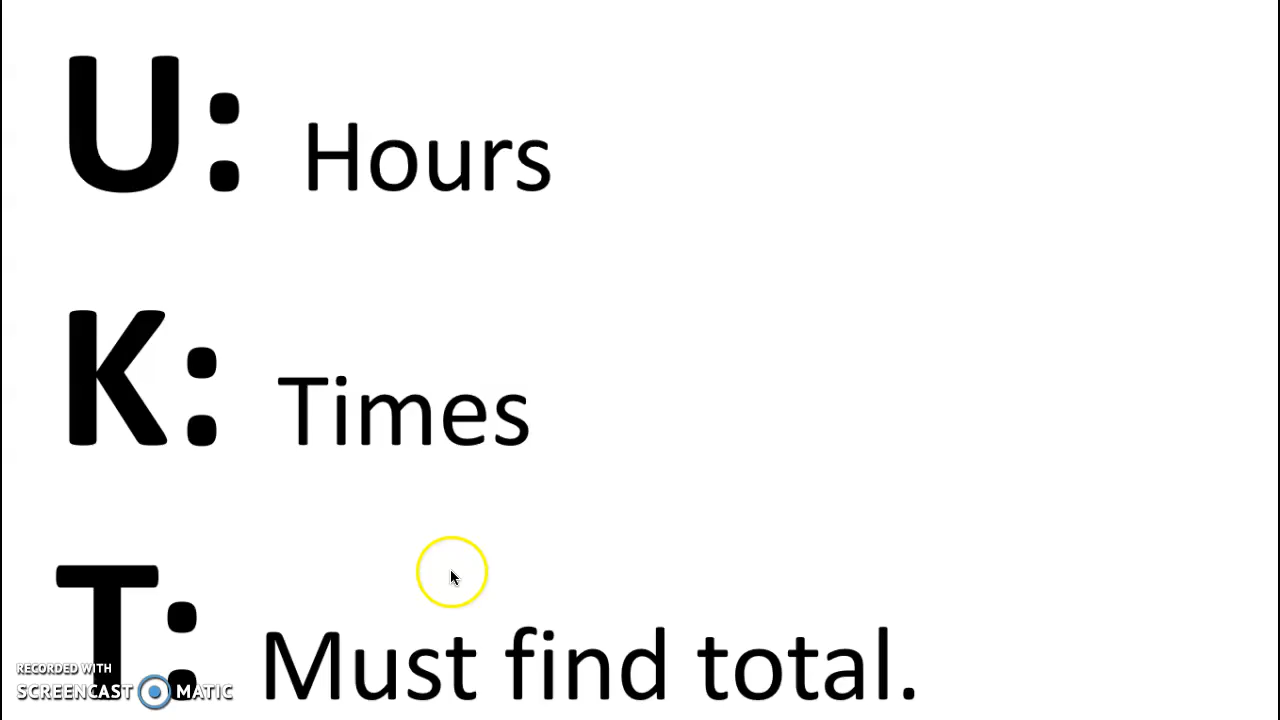 U: Hours
K: Times
T: Must find total.
RECORDED WITH
SCREENCAST MATIC